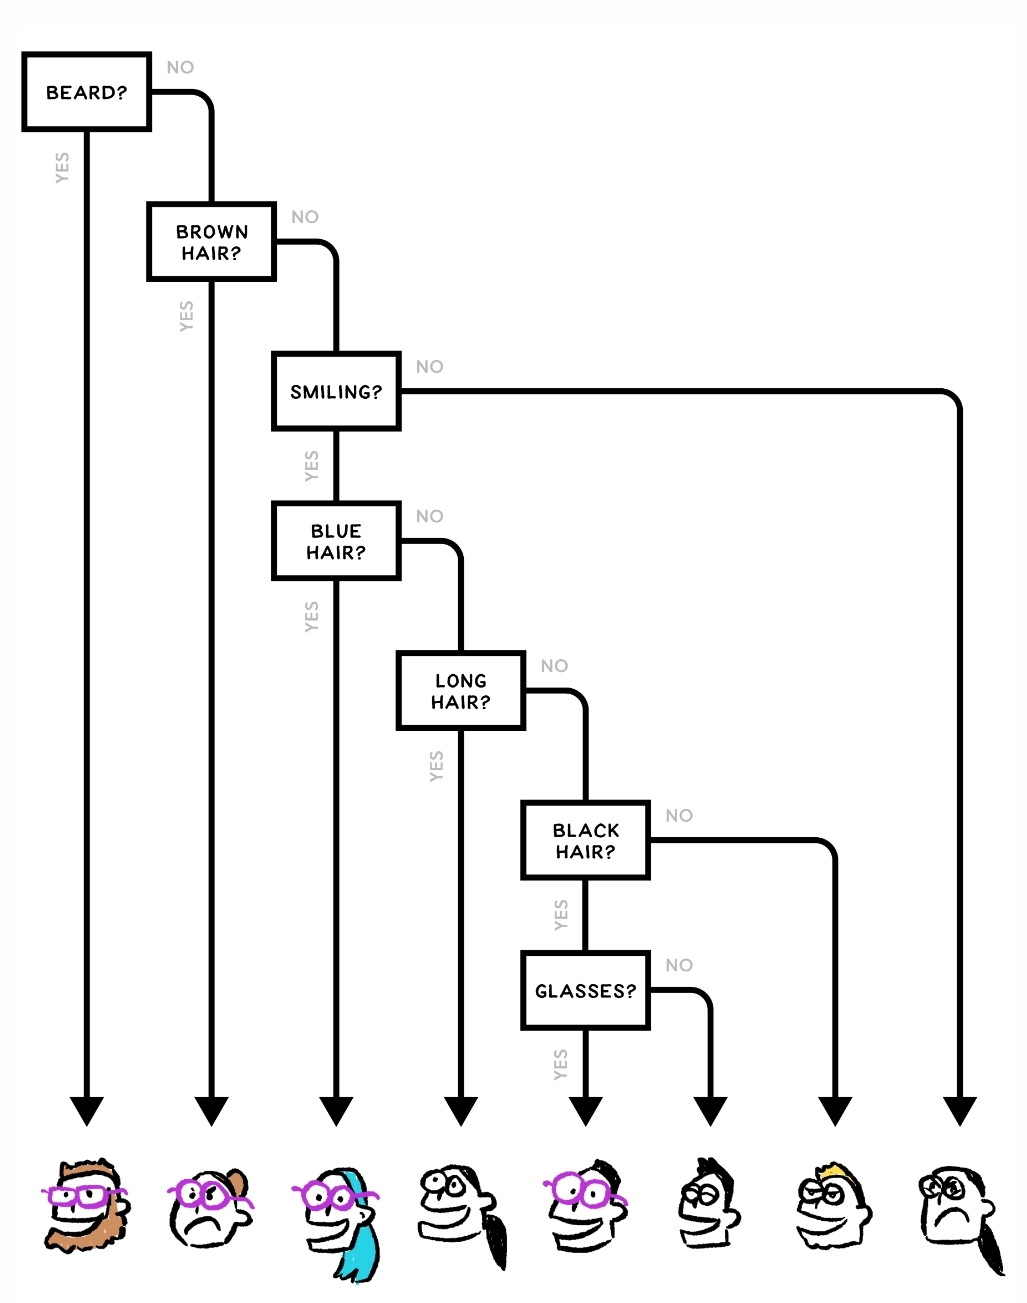 NO
BEARD?
YES
NO
BROWN
HAIR?
YES
NO
SMILING?
YES
NO
BLUE
HAIR?
YES
NO
LONG
HAIR?
YES
NO
BLACK
HAIR?
YES
NO
GLASSES?
YES